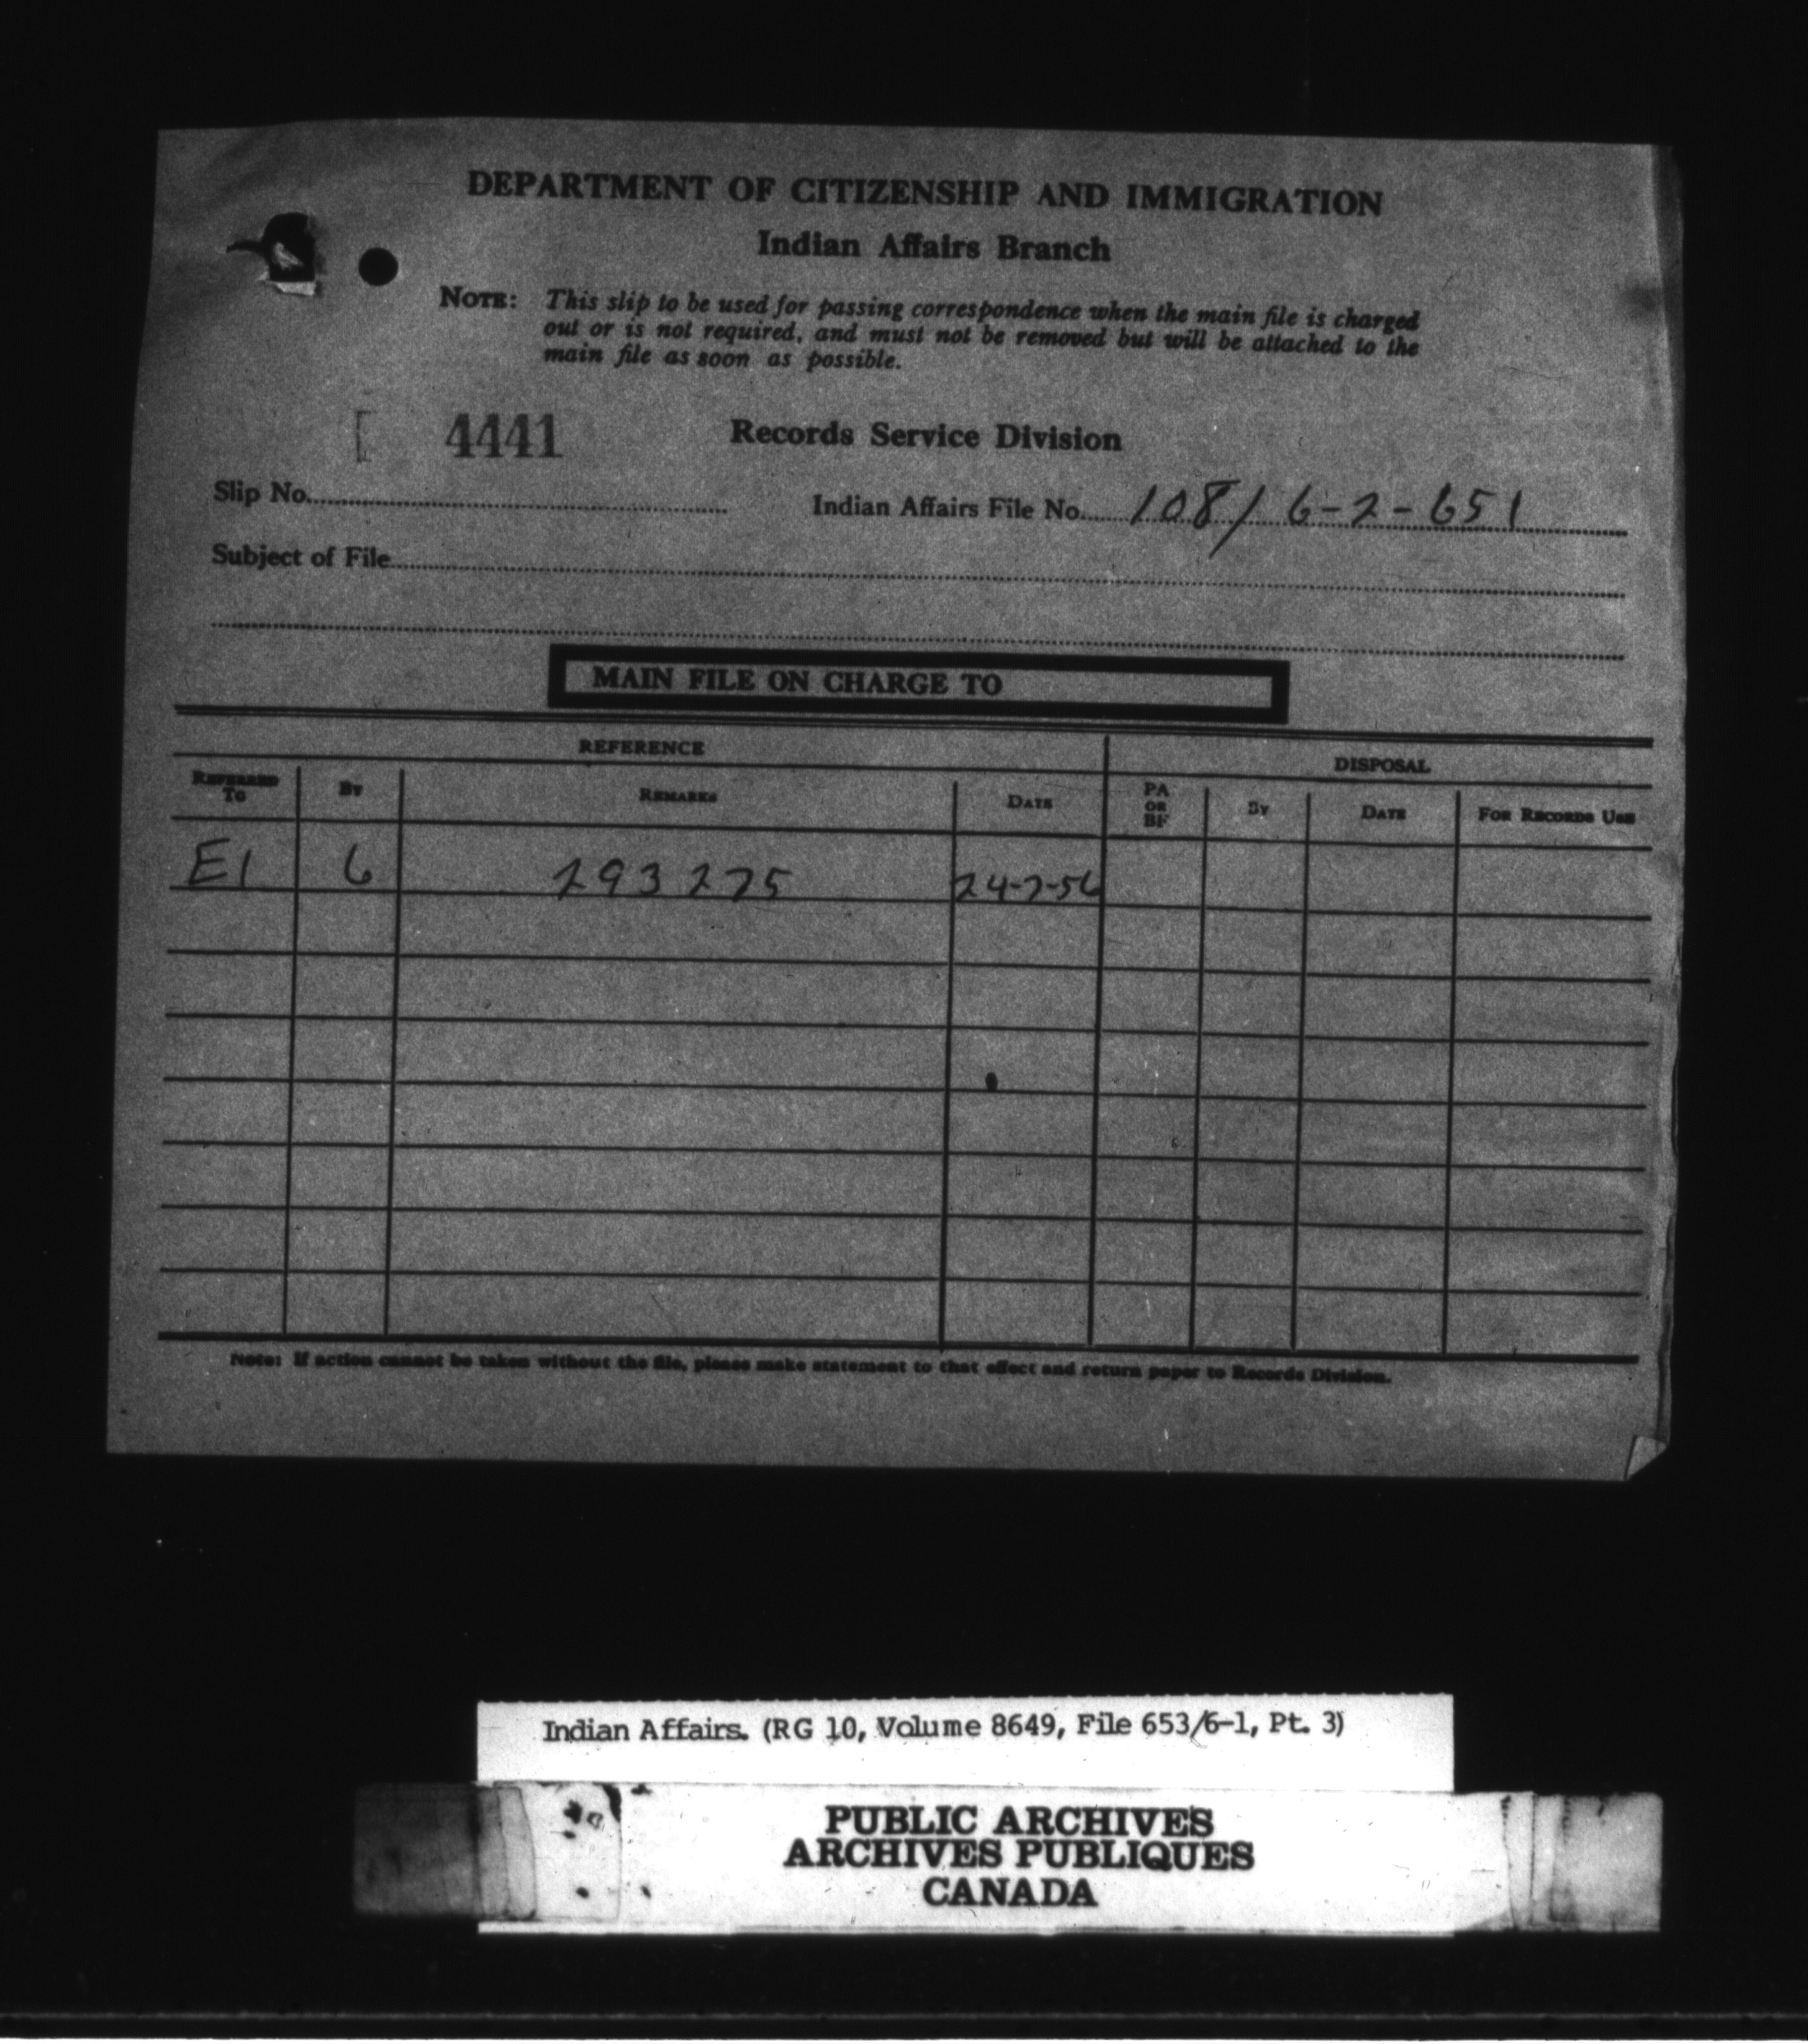 DEPARTMENT OF CITIZENSHIP AND IMMIGRATION
Indian Affairs Branch
NOTE: This slip to be used for passing correspondence when the main file is charged
out or is not required, and must not be removed but will be attached to the
main file as soon as possible.
4441
Records Service Division
Slip No.
Indian Affairs File No. 108/6-2-651
Subject of File
MAIN FILE ON CHARGE TO
REFERENCE
DISPOSAL
REFERRED TO
BY
REMARKS
DATE
PA OR BF
BY
DATE
FOR RECORDS USE
E1 6 293275 24-7-56
Note: If action cannot be taken without the file, please make statement to that effect and return paper to Records Division.
Indian Affairs. (RG 10, Volume 8649, File 653/6-1, Pt. 3)
PUBLIC ARCHIVES
ARCHIVES PUBLIQUES
CANADA